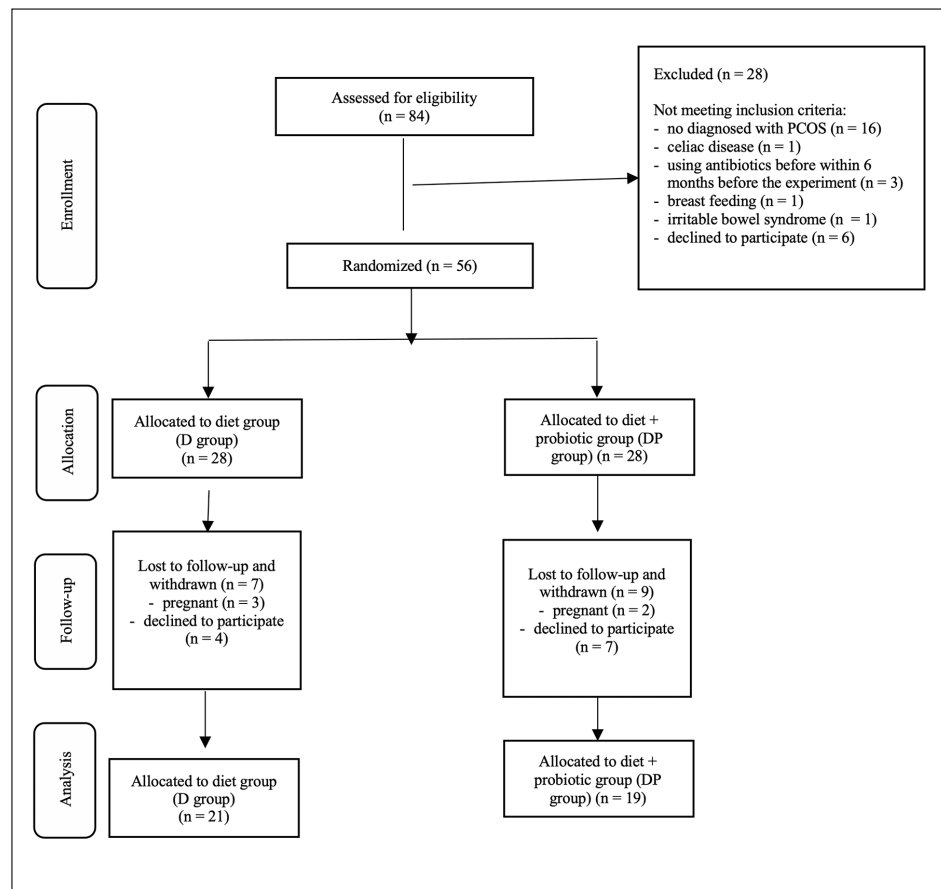 Enrollment
Assessed for eligibility
(n = 84)
Excluded (n = 28)
Not meeting inclusion criteria:
- no diagnosed with PCOS (n = 16)
- celiac disease (n = 1)
- using antibiotics before within 6
months before the experiment (n = 3)
- breast feeding (n = 1)
- irritable bowel syndrome (n = 1)
- declined to participate (n = 6)
Randomized (n = 56)
Allocation
Allocated to diet group
(D group)
(n = 28)
Allocated to diet +
probiotic group (DP
group) (n = 28)
Follow-up
Lost to follow-up and
withdrawn (n = 7)
- pregnant (n = 3)
- declined to participate
(n = 4)
Lost to follow-up and
withdrawn (n = 9)
- pregnant (n = 2)
- declined to participate
(n = 7)
Analysis
Allocated to diet group
(D group)
(n = 21)
Allocated to diet +
probiotic group (DP
group) (n = 19)